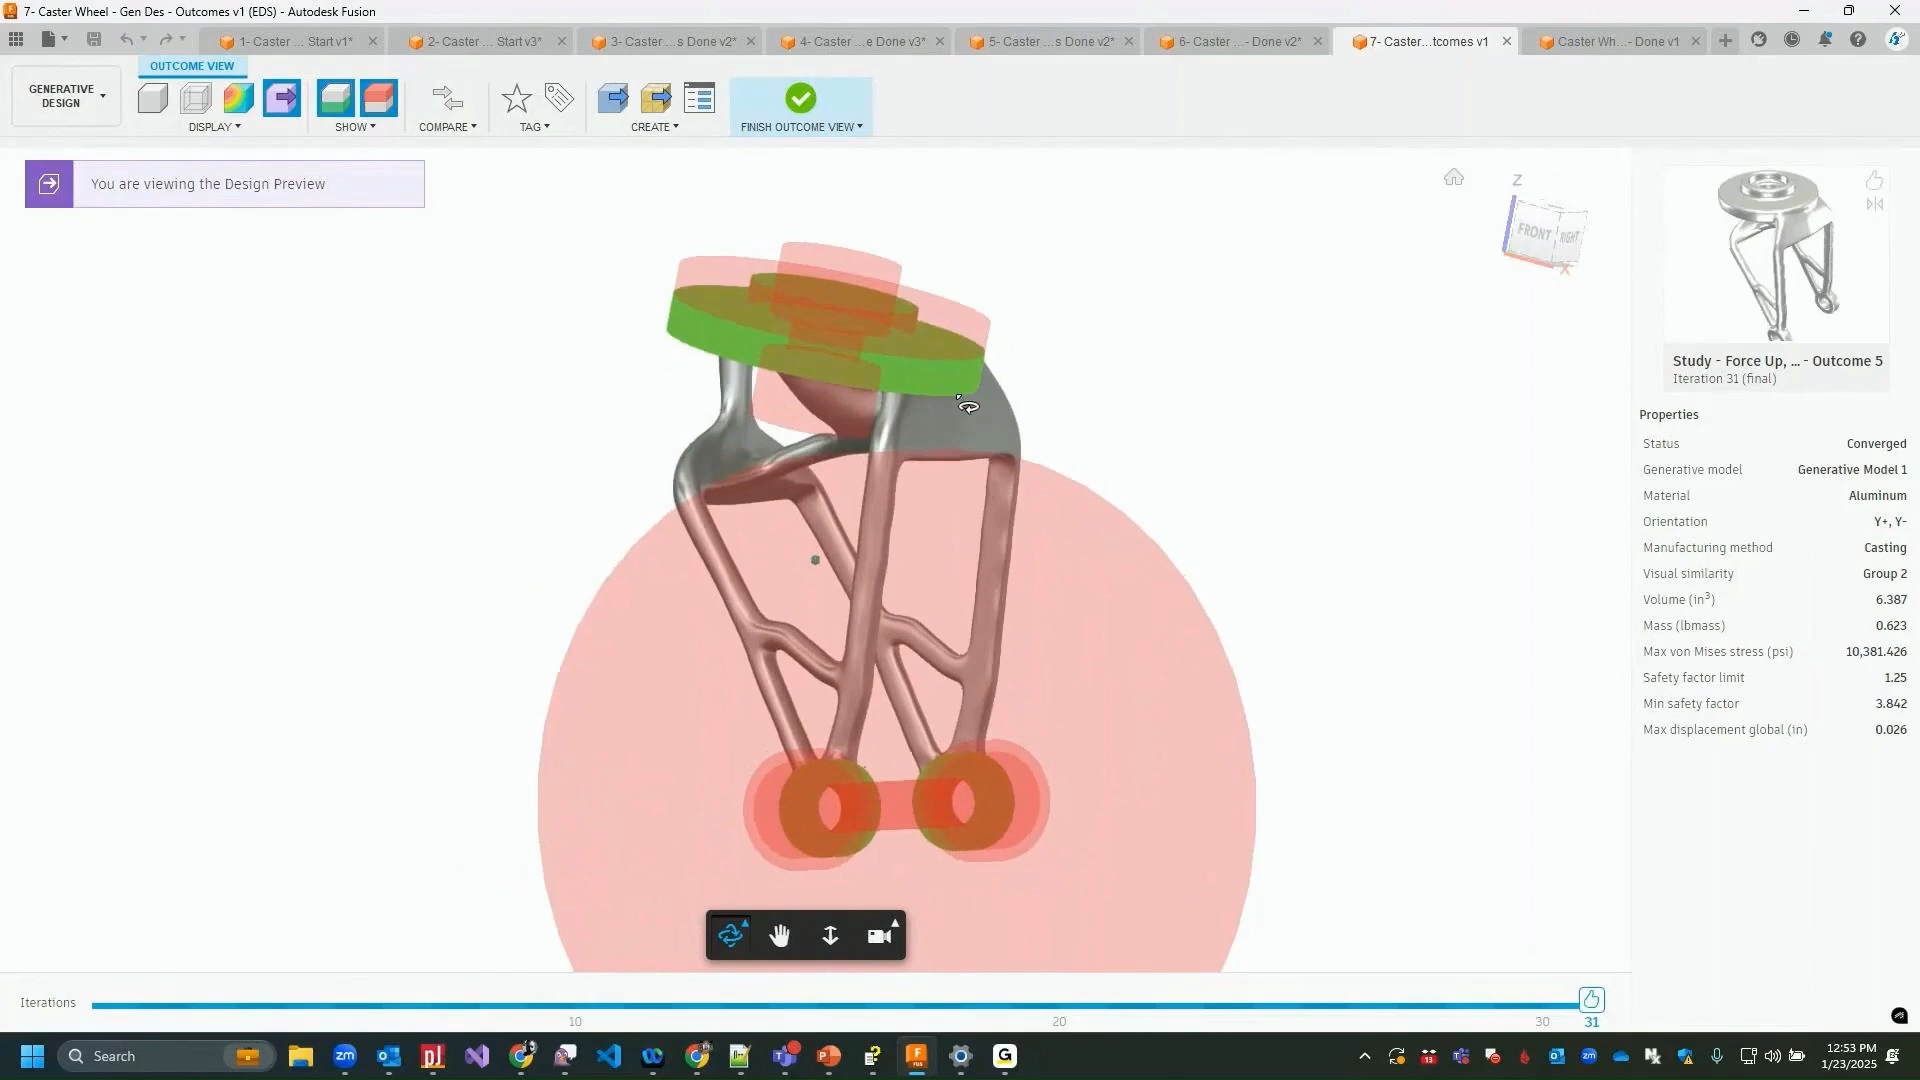 7- Caster Wheel - Gen Des - Outcomes v1 (EDS) - Autodesk Fusion
1- Caster ... Start v1*
2- Caster ... Start v3*
3- Caster ...s Done v2*
4- Caster ...e Done v3*
5- Caster ...s Done v2*
6- Caster ...- Done v2*
7- Caster...tcomes v1
Caster Wh...- Done v1
OUTCOME VIEW
GENERATIVE
DESIGN
DISPLAY
SHOW
COMPARE
TAG
CREATE
FINISH OUTCOME VIEW
You are viewing the Design Preview
Z
FRONT
RIGHT
X
Study - Force Up, ... - Outcome 5
Iteration 31 (final)
Properties
Status Converged
Generative model Generative Model 1
Material Aluminum
Orientation Y+, Y-
Manufacturing method Casting
Visual similarity Group 2
Volume (in³) 6.387
Mass (lbmass) 0.623
Max von Mises stress (psi) 10,381.426
Safety factor limit 1.25
Min safety factor 3.842
Max displacement global (in) 0.026
Iterations
10
20
30
31
Search
12:53 PM
1/23/2025